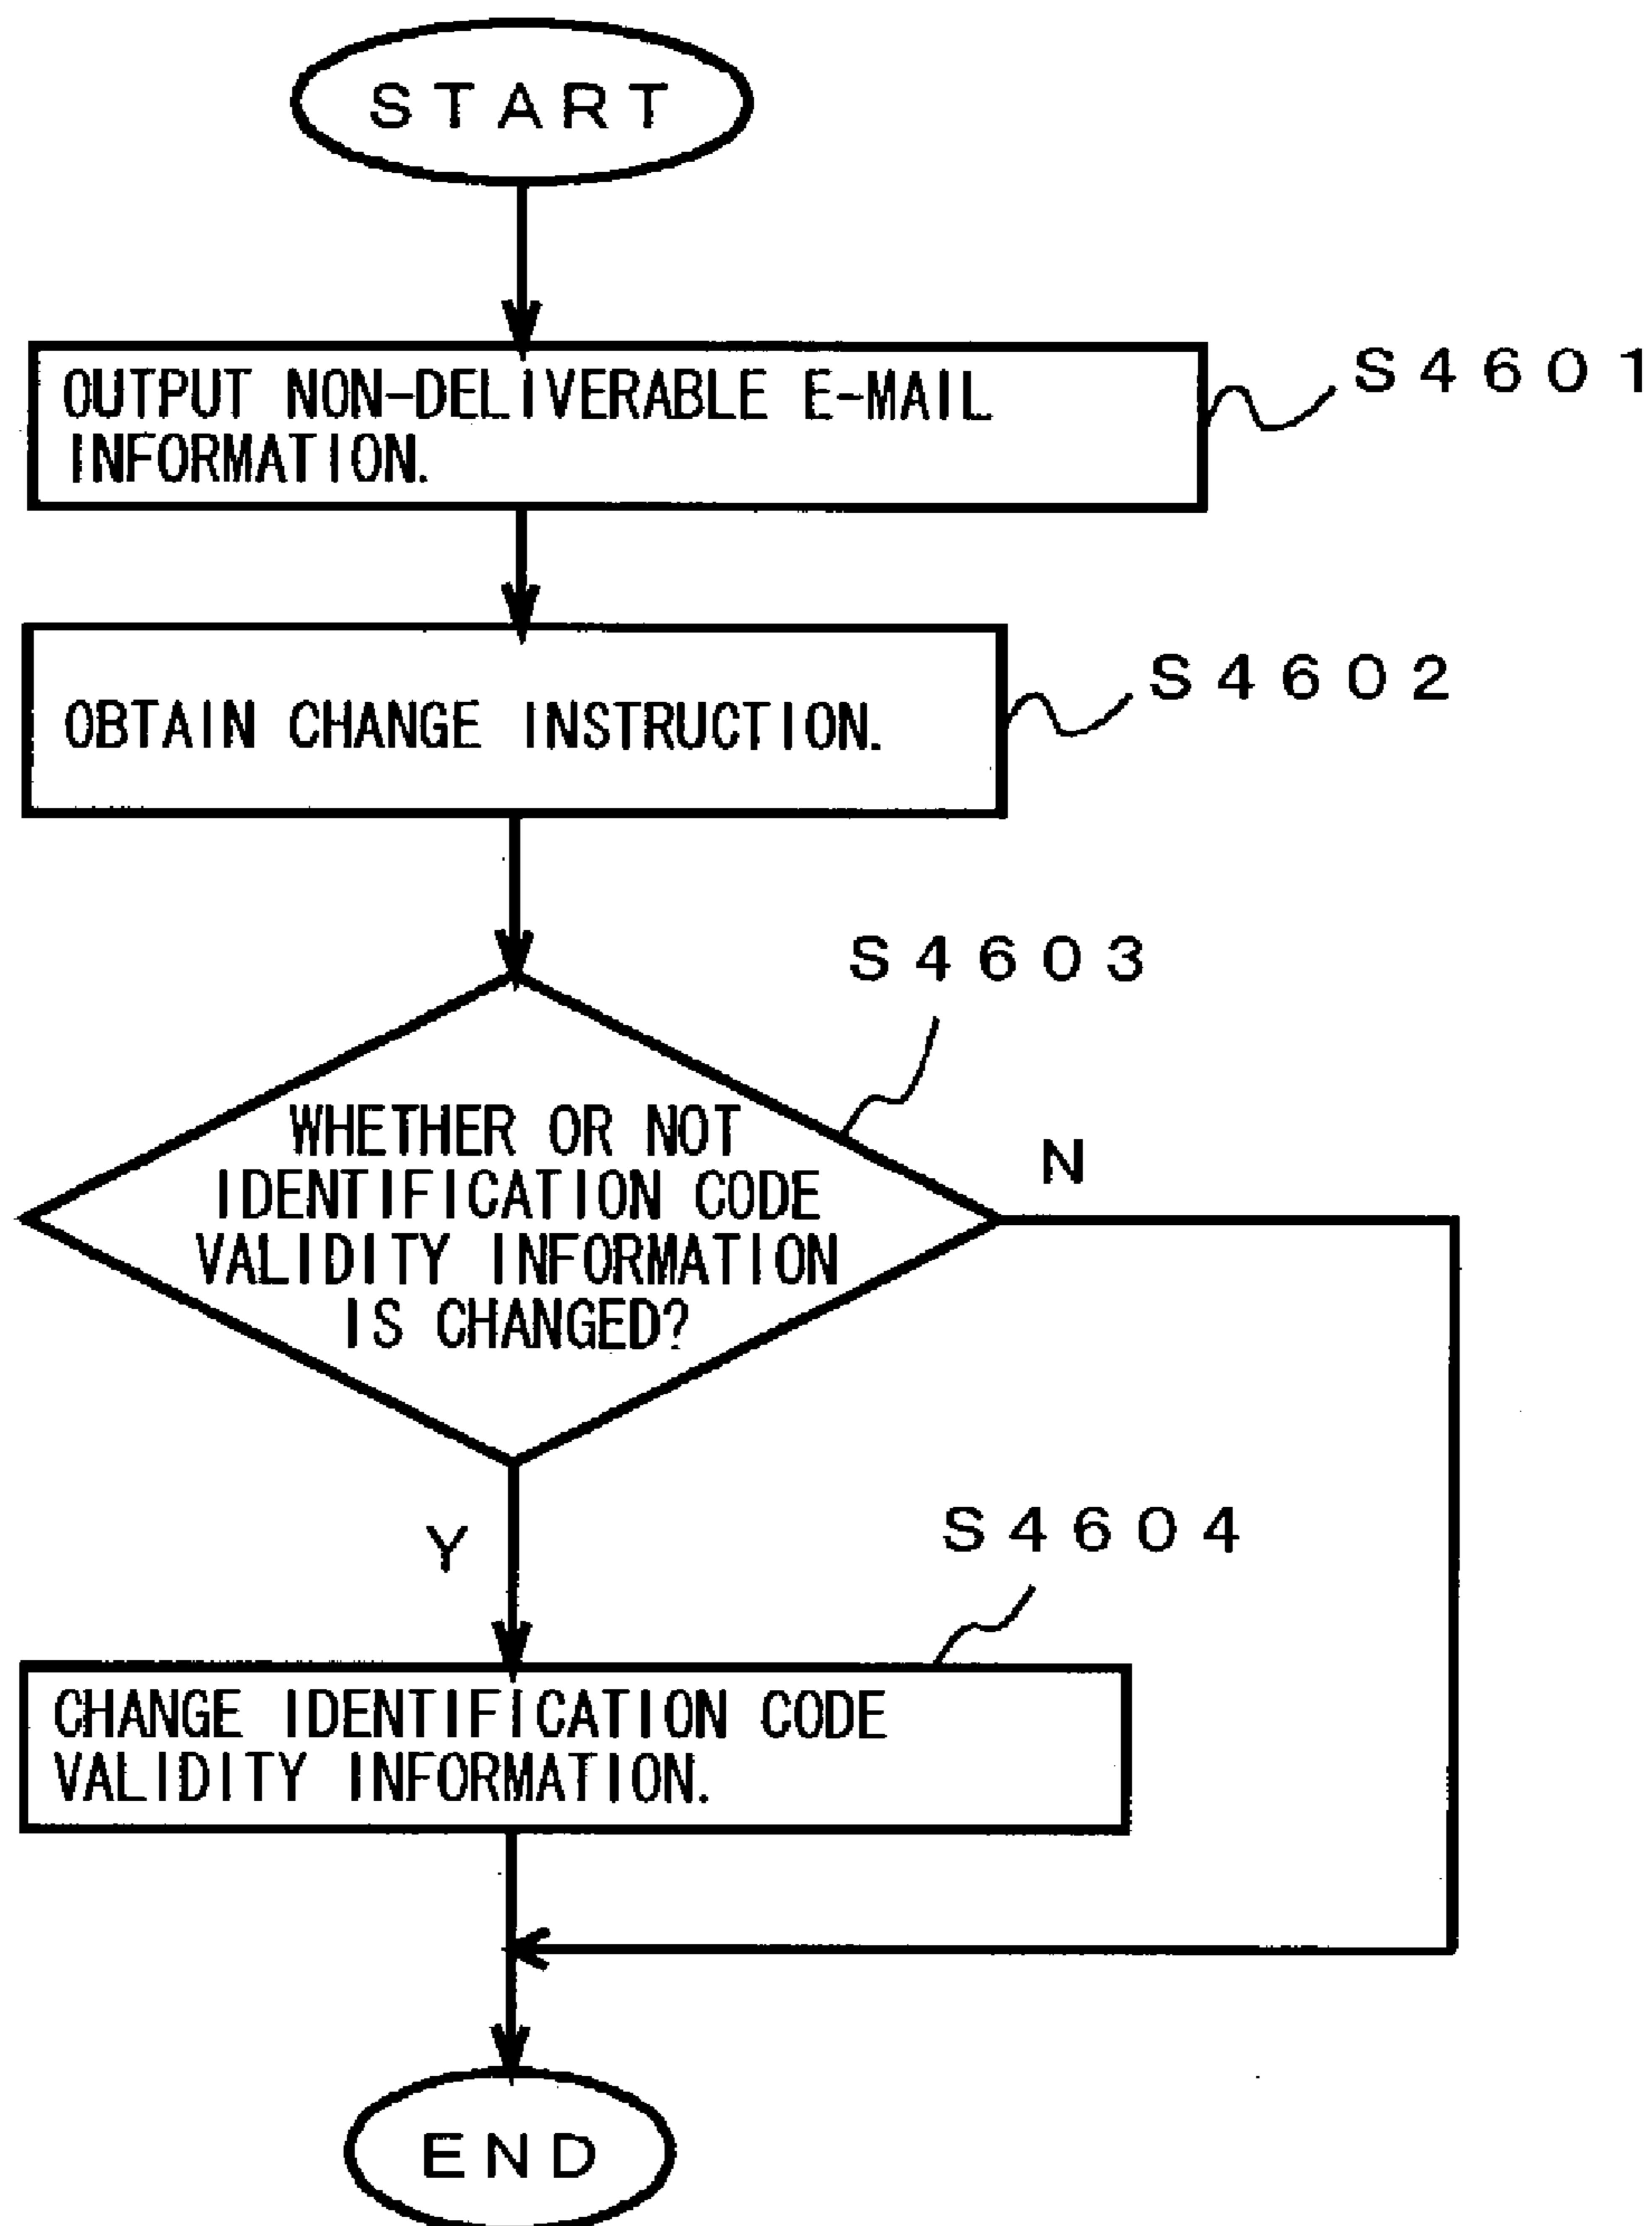 START
OUTPUT NON-DELIVERABLE E-MAIL
INFORMATION.
S4601
OBTAIN CHANGE INSTRUCTION.
S4602
S4603
WHETHER OR NOT
IDENTIFICATION CODE
VALIDITY INFORMATION
IS CHANGED?
N
Y
S4604
CHANGE IDENTIFICATION CODE
VALIDITY INFORMATION.
END